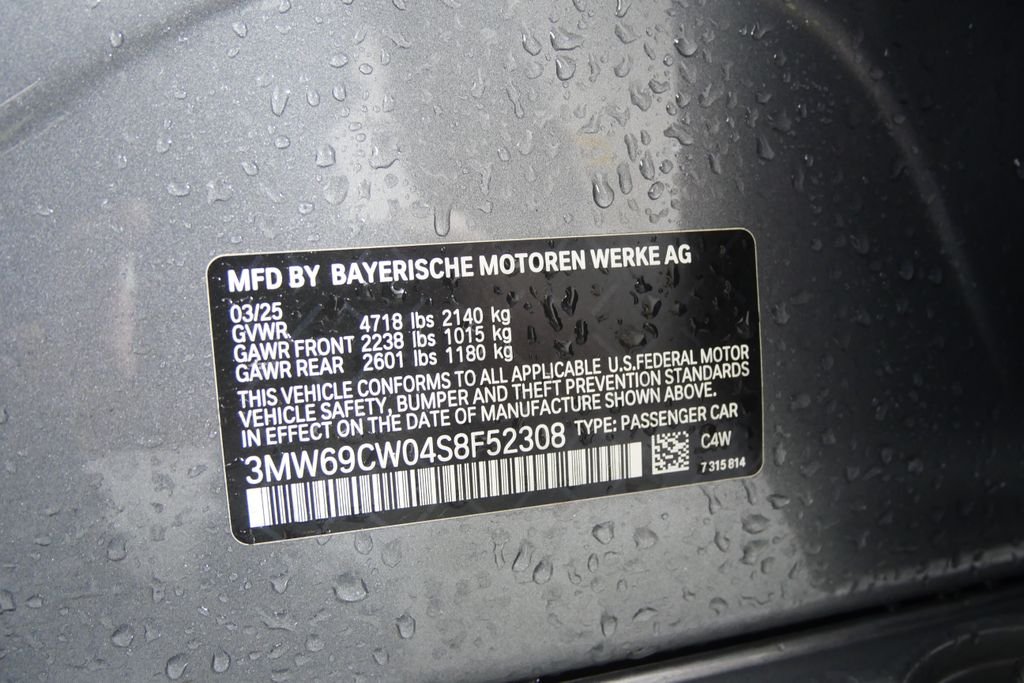 MFD BY BAYERISCHE MOTOREN WERKE AG
03/25
GVWR 4718 lbs 2140 kg
GAWR FRONT 2238 lbs 1015 kg
GAWR REAR 2601 lbs 1180 kg
THIS VEHICLE CONFORMS TO ALL APPLICABLE U.S.FEDERAL MOTOR
VEHICLE SAFETY, BUMPER AND THEFT PREVENTION STANDARDS
IN EFFECT ON THE DATE OF MANUFACTURE SHOWN ABOVE.
3MW69CW04S8F52308 TYPE: PASSENGER CAR
C4W
7 315 814